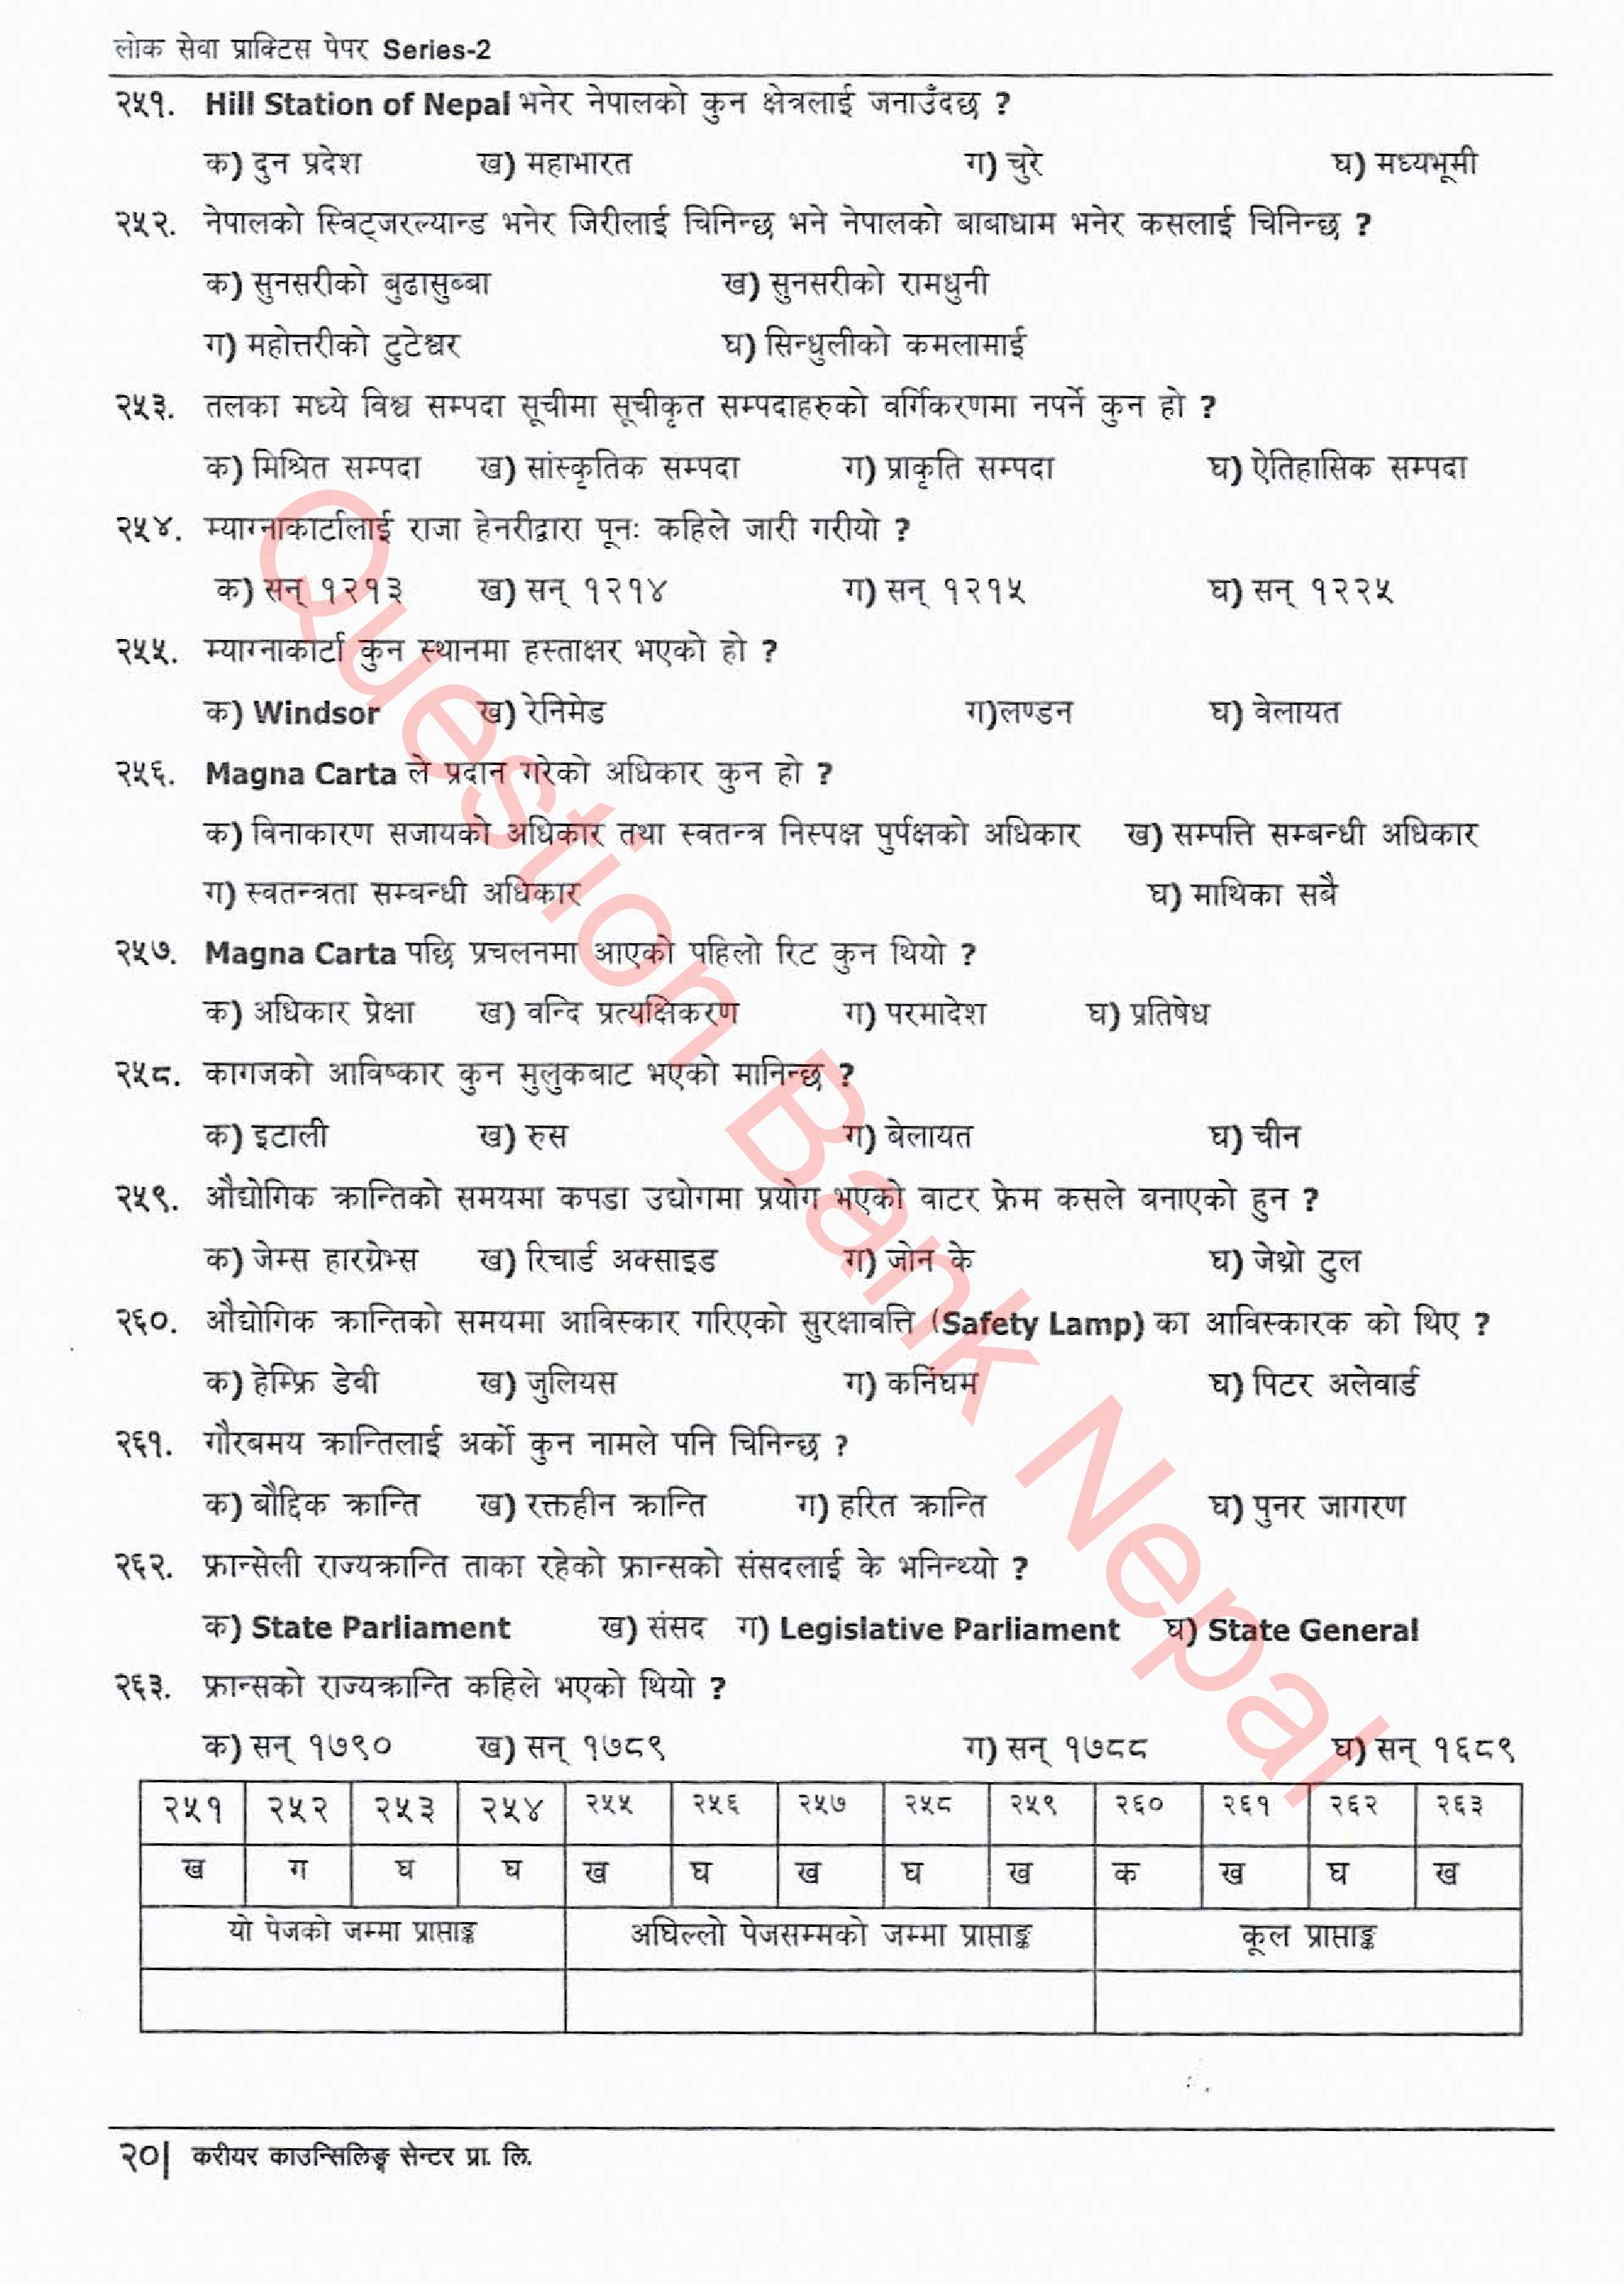 लोक सेवा प्राक्टिस पेपर Series-2
२५१. Hill Station of Nepal भनेर नेपालको कुन क्षेत्रलाई जनाउँदछ ?
क) दुन प्रदेश ख) महाभारत ग) चुरे घ) मध्यभूमी
२५२. नेपालको स्विट्जरल्यान्ड भनेर जिरीलाई चिनिन्छ भने नेपालको बाबाधाम भनेर कसलाई चिनिन्छ ?
क) सुनसरीको बुढासुब्बा ख) सुनसरीको रामधुनी
ग) महोत्तरीको टुटेश्वर घ) सिन्धुलीको कमलामाई
२५३. तलका मध्ये विश्व सम्पदा सूचीमा सूचीकृत सम्पदाहरुको वर्गिकरणमा नपर्ने कुन हो ?
क) मिश्रित सम्पदा ख) सांस्कृतिक सम्पदा ग) प्राकृति सम्पदा घ) ऐतिहासिक सम्पदा
२५४. म्याग्नाकार्टालाई राजा हेनरीद्वारा पूनः कहिले जारी गरीयो ?
क) सन् १२१३ ख) सन् १२१४ ग) सन् १२१५ घ) सन् १२२५
२५५. म्याग्नाकार्टा कुन स्थानमा हस्ताक्षर भएको हो ?
क) Windsor ख) रेनिमेड ग)लण्डन घ) वेलायत
२५६. Magna Carta ले प्रदान गरेको अधिकार कुन हो ?
क) विनाकारण सजायको अधिकार तथा स्वतन्त्र निस्पक्ष पुर्पक्षको अधिकार ख) सम्पत्ति सम्बन्धी अधिकार
ग) स्वतन्त्रता सम्बन्धी अधिकार घ) माथिका सबै
२५७. Magna Carta पछि प्रचलनमा आएको पहिलो रिट कुन थियो ?
क) अधिकार प्रेक्षा ख) वन्दि प्रत्यक्षिकरण ग) परमादेश घ) प्रतिषेध
२५८. कागजको आविष्कार कुन मुलुकबाट भएको मानिन्छ ?
क) इटाली ख) रुस ग) बेलायत घ) चीन
२५९. औद्योगिक क्रान्तिको समयमा कपडा उद्योगमा प्रयोग भएको वाटर फ्रेम कसले बनाएको हुन ?
क) जेम्स हारग्रेभ्स ख) रिचार्ड अक्साइड ग) जोन के घ) जेथ्रो टुल
२६०. औद्योगिक क्रान्तिको समयमा आविस्कार गरिएको सुरक्षावत्ति (Safety Lamp) का आविस्कारक को थिए ?
क) हेम्फ्रि डेवी ख) जुलियस ग) कनिंघम घ) पिटर अलेवार्ड
२६१. गौरबमय क्रान्तिलाई अर्को कुन नामले पनि चिनिन्छ ?
क) बौद्दिक क्रान्ति ख) रक्तहीन क्रान्ति ग) हरित क्रान्ति घ) पुनर जागरण
२६२. फ्रान्सेली राज्यक्रान्ति ताका रहेको फ्रान्सको संसदलाई के भनिन्थ्यो ?
क) State Parliament ख) संसद ग) Legislative Parliament घ) State General
२६३. फ्रान्सको राज्यक्रान्ति कहिले भएको थियो ?
क) सन् १७९० ख) सन् १७८९ ग) सन् १७८८ घ) सन् १६८९
२५१ २५२ २५३ २५४ २५५ २५६ २५७ २५८ २५९ २६० २६१ २६२ २६३
ख ग घ घ ख घ ख घ ख क ख घ ख
यो पेजको जम्मा प्राप्ताङ्क अघिल्लो पेजसम्मको जम्मा प्राप्ताङ्क कूल प्राप्ताङ्क
२०| करीयर काउन्सिलिङ्ग सेन्टर प्रा. लि.
Question Bank Nepal